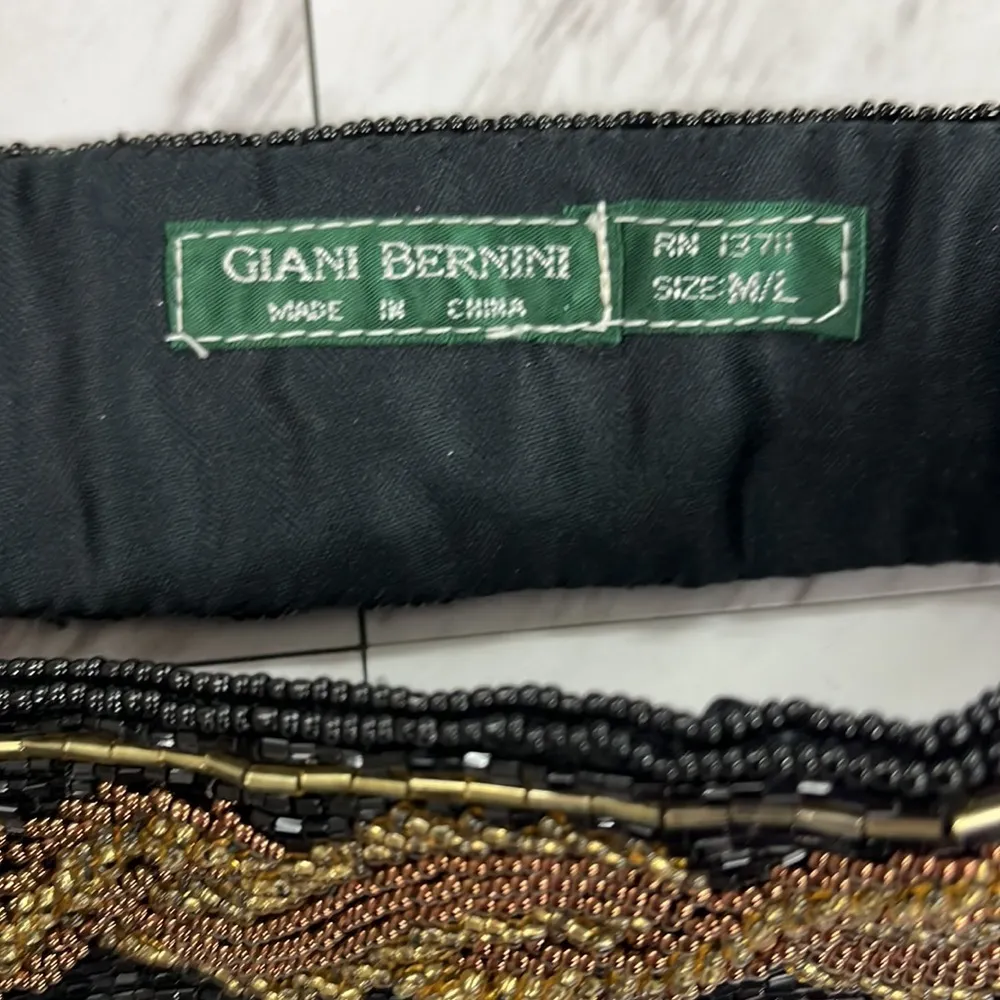 GIANI BERNINI
MADE IN CHINA
RN 13711
SIZE:M/L